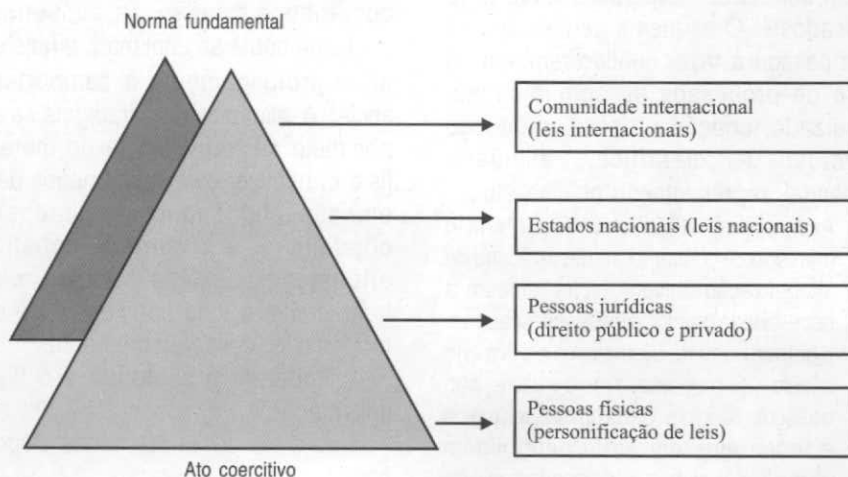 Norma fundamental
Comunidade internacional
(leis internacionais)
Estados nacionais (leis nacionais)
Pessoas jurídicas
(direito público e privado)
Pessoas físicas
(personificação de leis)
Ato coercitivo